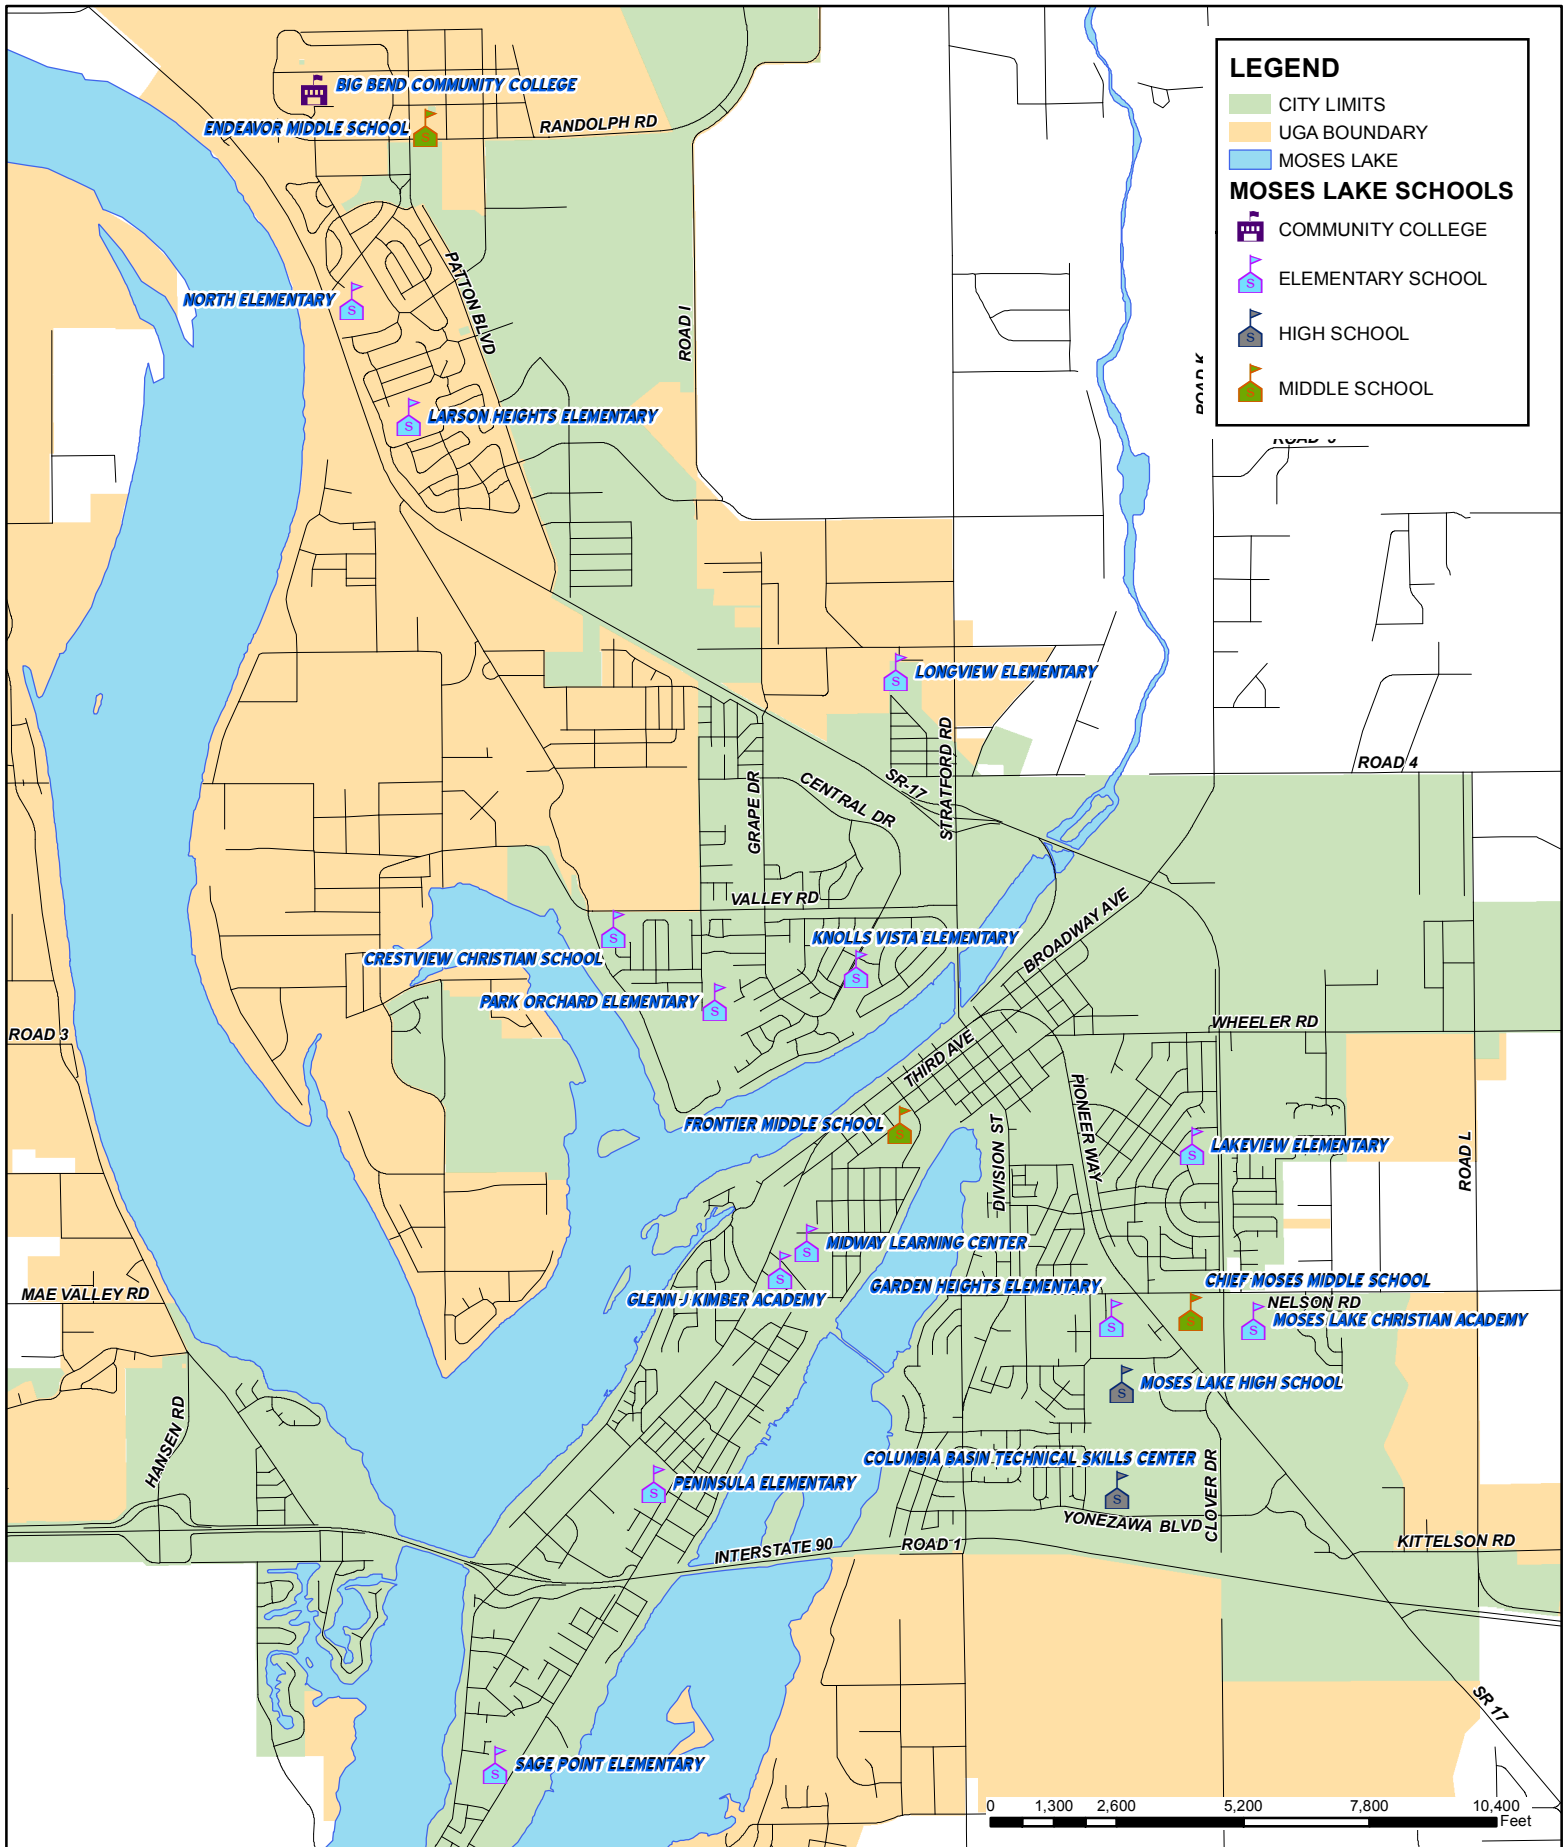 LEGEND
CITY LIMITS
UGA BOUNDARY
MOSES LAKE
MOSES LAKE SCHOOLS
COMMUNITY COLLEGE
S ELEMENTARY SCHOOL
S HIGH SCHOOL
S MIDDLE SCHOOL
BIG BEND COMMUNITY COLLEGE
ENDEAVOR MIDDLE SCHOOL
S
RANDOLPH RD
PATTON BLVD
NORTH ELEMENTARY
S
ROAD I
ROAD K
LARSON HEIGHTS ELEMENTARY
S
LONGVIEW ELEMENTARY
S
STRATFORD RD
ROAD 4
SR-17
CENTRAL DR
GRAPE DR
VALLEY RD
BROADWAY AVE
KNOLLS VISTA ELEMENTARY
S
CRESTVIEW CHRISTIAN SCHOOL
S
PARK ORCHARD ELEMENTARY
S
ROAD 3
WHEELER RD
THIRD AVE
PIONEER WAY
FRONTIER MIDDLE SCHOOL
S
DIVISION ST
LAKEVIEW ELEMENTARY
S
ROAD L
MIDWAY LEARNING CENTER
S
GLENN J KIMBER ACADEMY
S
GARDEN HEIGHTS ELEMENTARY
S
CHIEF MOSES MIDDLE SCHOOL
S
NELSON RD
MOSES LAKE CHRISTIAN ACADEMY
S
MAE VALLEY RD
MOSES LAKE HIGH SCHOOL
S
HANSEN RD
COLUMBIA BASIN TECHNICAL SKILLS CENTER
S
PENINSULA ELEMENTARY
S
CLOVER DR
YONEZAWA BLVD
INTERSTATE 90
ROAD 1
KITTELSON RD
SR 17
SAGE POINT ELEMENTARY
S
0 1,300 2,600 5,200 7,800 10,400
Feet